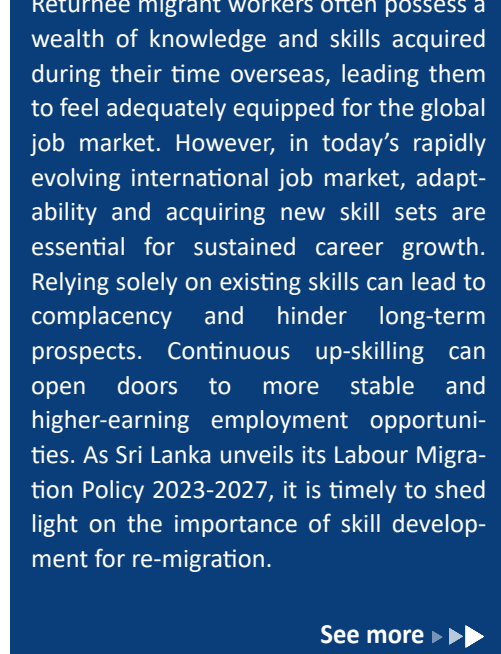 Returnee migrant workers often possess a
wealth of knowledge and skills acquired
during their time overseas, leading them
to feel adequately equipped for the global
job market. However, in today's rapidly
evolving international job market, adapt-
ability and acquiring new skill sets are
essential for sustained career growth.
Relying solely on existing skills can lead to
complacency and hinder long-term
prospects. Continuous up-skilling can
open doors to more stable and
higher-earning employment opportuni-
ties. As Sri Lanka unveils its Labour Migra-
tion Policy 2023-2027, it is timely to shed
light on the importance of skill develop-
ment for re-migration.
See more